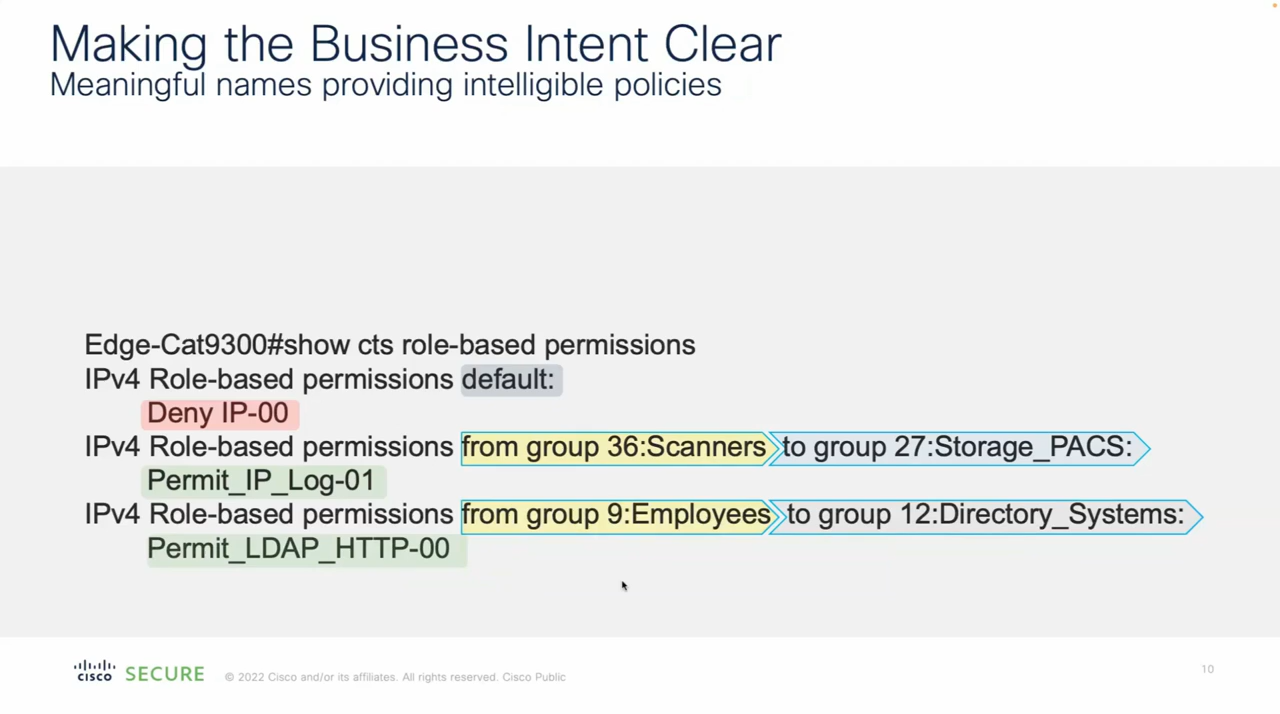 Making the Business Intent Clear
Meaningful names providing intelligible policies
Edge-Cat9300#show cts role-based permissions
IPv4 Role-based permissions default:
Deny IP-00
IPv4 Role-based permissions from group 36:Scanners to group 27:Storage_PACS:
Permit_IP_Log-01
IPv4 Role-based permissions from group 9:Employees to group 12:Directory_Systems:
Permit_LDAP_HTTP-00
CISCO SECURE © 2022 Cisco and/or its affiliates. All rights reserved. Cisco Public 10